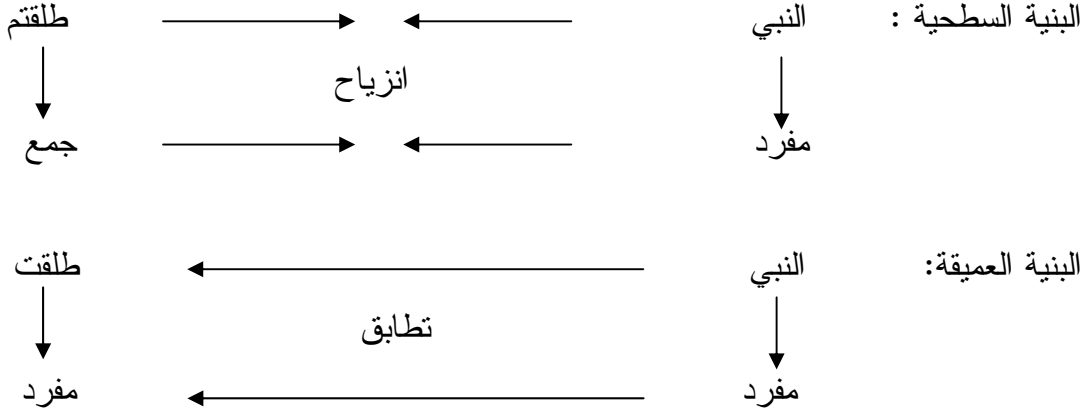 البنية السطحية : النبي طلقتم
انزياح
مفرد جمع
البنية العميقة: النبي طلقت
تطابق
مفرد مفرد